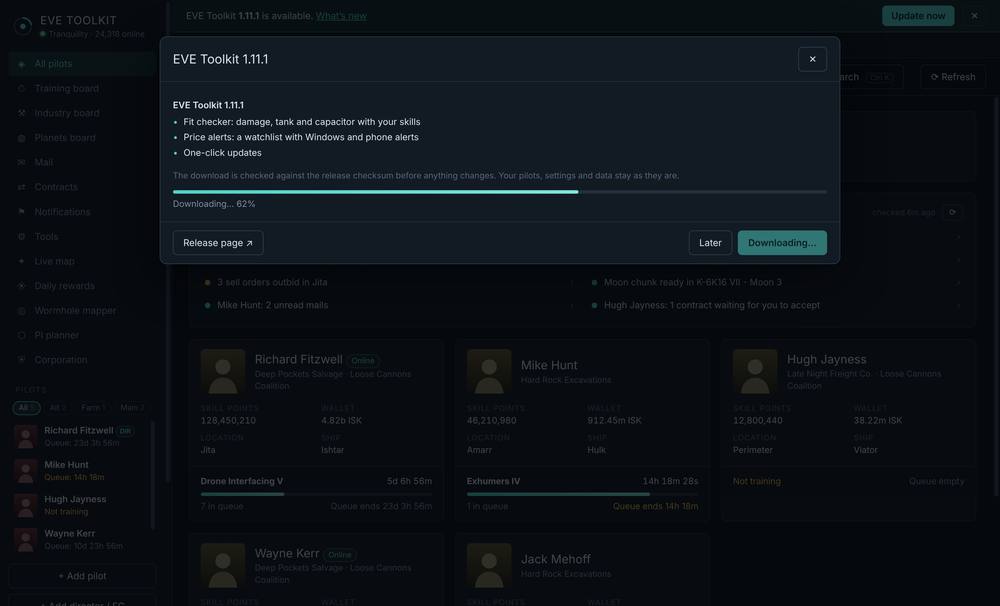 EVE TOOLKIT
Tranquility · 24,318 online
EVE Toolkit 1.11.1 is available. What's new
Update now
✕
All pilots
Training board
Industry board
Planets board
Mail
Contracts
Notifications
Tools
Live map
Daily rewards
Wormhole mapper
PI planner
Corporation
PILOTS
All 5
Alt 2
Farm 1
Main 2
Richard Fitzwell DIR
Queue: 23d 3h 56m
Mike Hunt
Queue: 14h 18m
Hugh Jayness
Not training
Wayne Kerr
Queue: 10d 23h 56m
+ Add pilot
+ Add director / FC
EVE Toolkit 1.11.1
✕
EVE Toolkit 1.11.1
• Fit checker: damage, tank and capacitor with your skills
• Price alerts: a watchlist with Windows and phone alerts
• One-click updates
The download is checked against the release checksum before anything changes. Your pilots, settings and data stay as they are.
Downloading… 62%
Release page ↗
Later
Downloading…
arch Ctrl K
⟳ Refresh
checked 6m ago
3 sell orders outbid in Jita
Moon chunk ready in K-6K16 VII - Moon 3
Mike Hunt: 2 unread mails
Hugh Jayness: 1 contract waiting for you to accept
Richard Fitzwell Online
Deep Pockets Salvage · Loose Cannons
Coalition
SKILL POINTS WALLET
128,450,210 4.82b ISK
LOCATION SHIP
Jita Ishtar
Drone Interfacing V 5d 6h 56m
7 in queue Queue ends 23d 3h 56m
Mike Hunt
Hard Rock Excavations
SKILL POINTS WALLET
46,210,980 912.45m ISK
LOCATION SHIP
Amarr Hulk
Exhumers IV 14h 18m 28s
1 in queue Queue ends 14h 18m
Hugh Jayness
Late Night Freight Co. · Loose Cannons
Coalition
SKILL POINTS WALLET
12,800,440 38.22m ISK
LOCATION SHIP
Perimeter Viator
Not training Queue empty
Wayne Kerr Online
Deep Pockets Salvage · Loose Cannons
Coalition
SKILL POINTS WALLET
Jack Mehoff
Hard Rock Excavations
SKILL POINTS WALLET